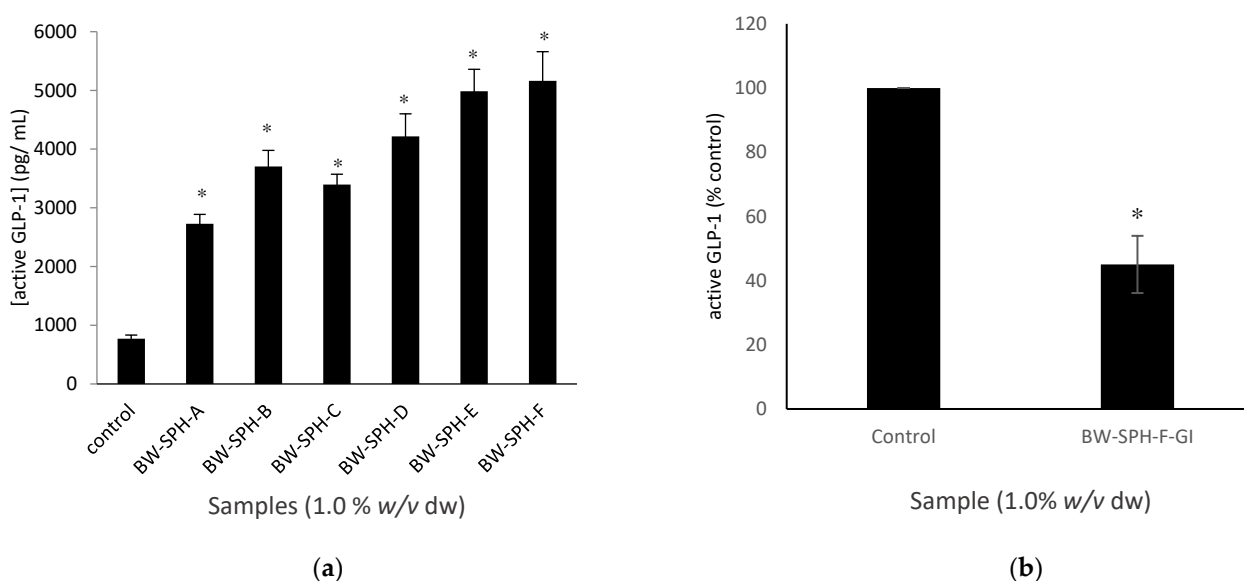 6000
5000
4000
3000
2000
1000
0
[active GLP-1] (pg/ mL)
*
*
*
*
*
*
control
BW-SPH-A
BW-SPH-B
BW-SPH-C
BW-SPH-D
BW-SPH-E
BW-SPH-F
Samples (1.0 % w/v dw)
(a)
120
100
80
60
40
20
0
active GLP-1 (% control)
*
Control
BW-SPH-F-GI
Sample (1.0% w/v dw)
(b)